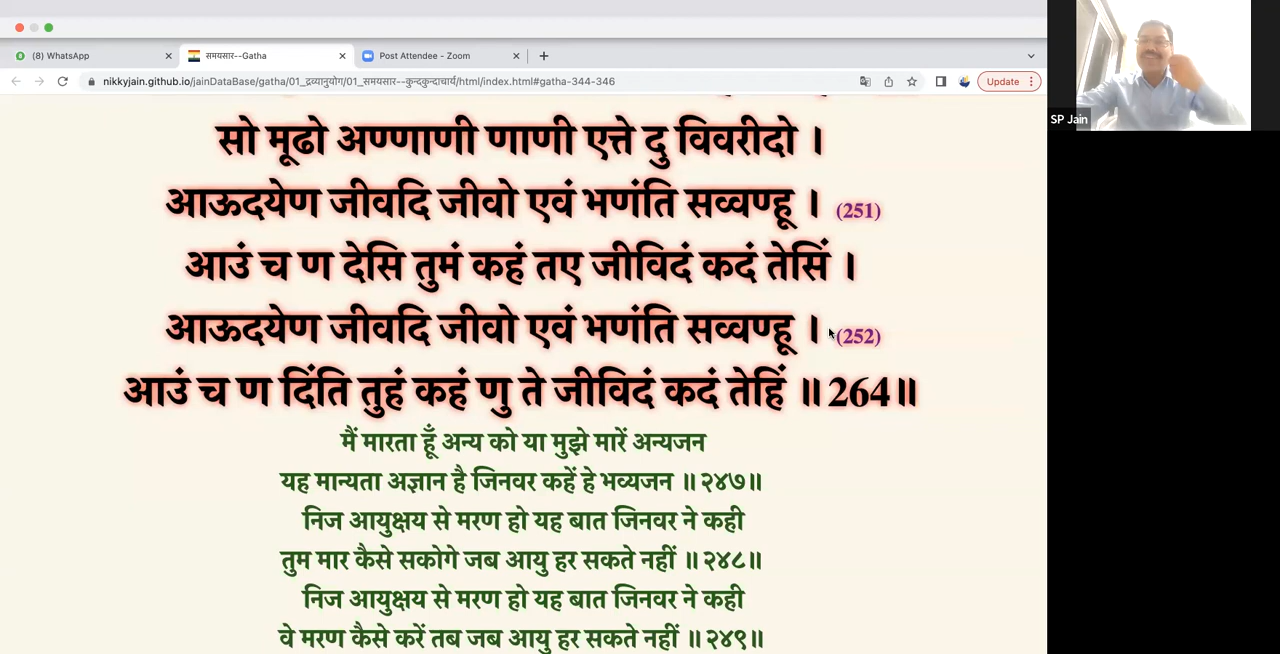 (8) WhatsApp
समयसार--Gatha
Post Attendee - Zoom
nikkyjain.github.io/jainDataBase/gatha/01_द्रव्यानुयोग/01_समयसार--कुन्दकुन्दाचार्य/html/index.html#gatha-344-346
Update
SP Jain
सो मूढो अण्णाणी णाणी एत्ते दु विवरीदो ।
आऊदयेण जीवदि जीवो एवं भणंति सव्वण्हू । (251)
आउं च ण देसि तुमं कहं तए जीविदं कदं तेसिं ।
आऊदयेण जीवदि जीवो एवं भणंति सव्वण्हू । (252)
आउं च ण दिंति तुहं कहं णु ते जीविदं कदं तेहिं ॥264॥
मैं मारता हूँ अन्य को या मुझे मारें अन्यजन
यह मान्यता अज्ञान है जिनवर कहें हे भव्यजन ॥२४७॥
निज आयुक्षय से मरण हो यह बात जिनवर ने कही
तुम मार कैसे सकोगे जब आयु हर सकते नहीं ॥२४८॥
निज आयुक्षय से मरण हो यह बात जिनवर ने कही
वे मरण कैसे करें तब जब आयु हर सकते नहीं ॥२४९॥